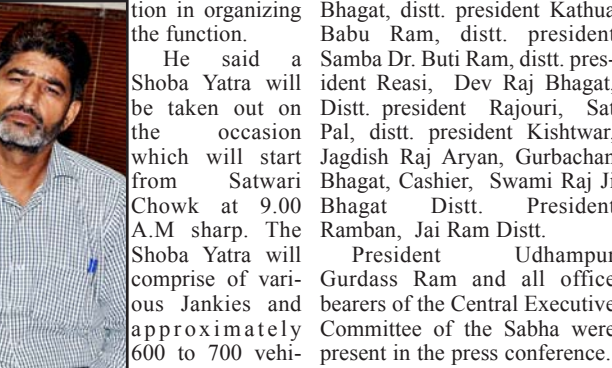 tion in organizing
the function.
He said a
Shoba Yatra will
be taken out on
the occasion
which will start
from Satwari
Chowk at 9.00
A.M sharp. The
Shoba Yatra will
comprise of vari-
ous Jankies and
approximately
600 to 700 vehi-
Bhagat, distt. president Kathua
Babu Ram, distt. president
Samba Dr. Buti Ram, distt. pres-
ident Reasi, Dev Raj Bhagat,
Distt. president Rajouri, Sat
Pal, distt. president Kishtwar,
Jagdish Raj Aryan, Gurbachan
Bhagat, Cashier, Swami Raj Ji
Bhagat Distt. President
Ramban, Jai Ram Distt.
President Udhampur
Gurdass Ram and all office
bearers of the Central Executive
Committee of the Sabha were
present in the press conference.